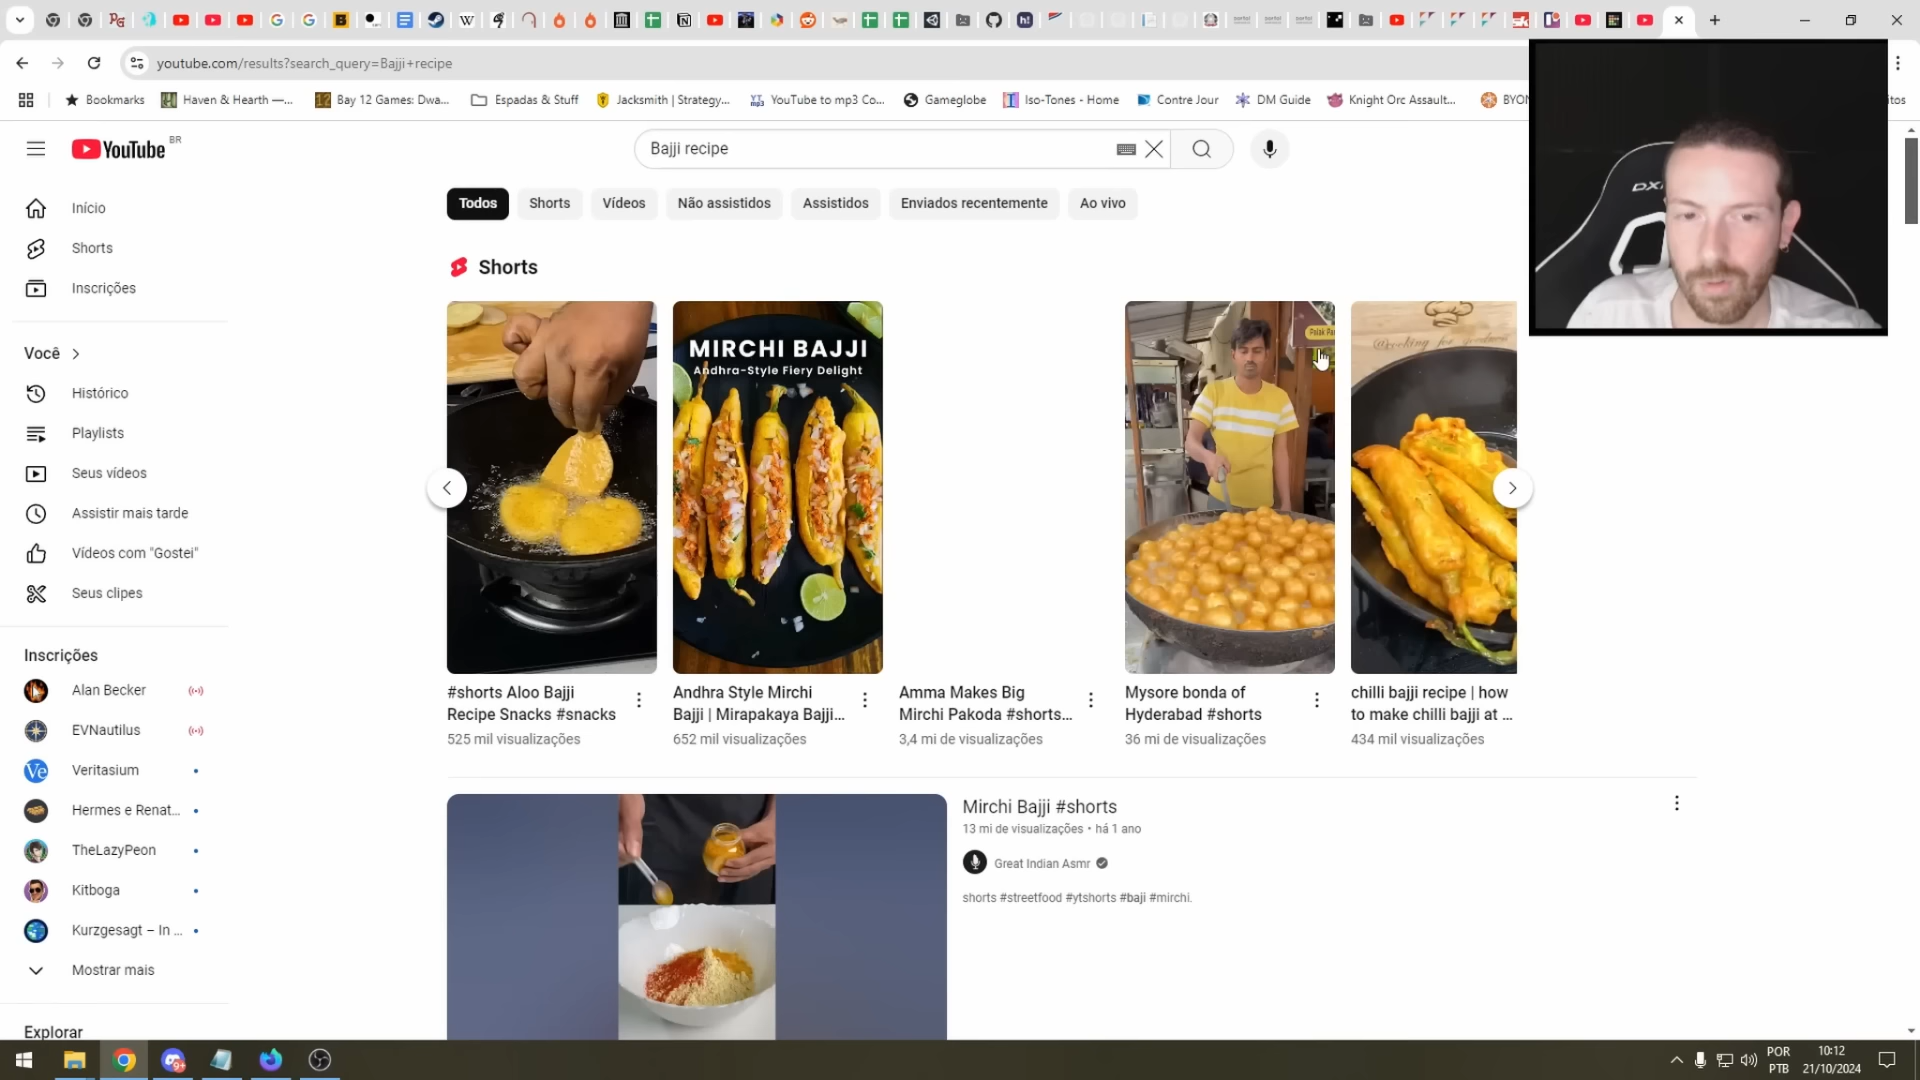 youtube.com/results?search_query=Bajji+recipe
Bookmarks
Haven & Hearth —...
Bay 12 Games: Dwa...
Espadas & Stuff
Jacksmith | Strategy...
YouTube to mp3 Co...
Gameglobe
Iso-Tones - Home
Contre Jour
DM Guide
Knight Orc Assault...
YouTube BR
Bajji recipe
Todos
Shorts
Vídeos
Não assistidos
Assistidos
Enviados recentemente
Ao vivo
Início
Shorts
Inscrições
Você
Histórico
Playlists
Seus vídeos
Assistir mais tarde
Vídeos com "Gostei"
Seus clipes
Inscrições
Alan Becker
EVNautilus
Veritasium
Hermes e Renat...
TheLazyPeon
Kitboga
Kurzgesagt – In ...
Mostrar mais
Explorar
Shorts
MIRCHI BAJJI
Andhra-Style Fiery Delight
#shorts Aloo Bajji
Recipe Snacks #snacks
525 mil visualizações
Andhra Style Mirchi
Bajji | Mirapakaya Bajji...
652 mil visualizações
Amma Makes Big
Mirchi Pakoda #shorts...
3,4 mi de visualizações
Mysore bonda of
Hyderabad #shorts
36 mi de visualizações
chilli bajji recipe | how
to make chilli bajji at ...
434 mil visualizações
Mirchi Bajji #shorts
13 mi de visualizações • há 1 ano
Great Indian Asmr
shorts #streetfood #ytshorts #baji #mirchi.
POR
PTB
10:12
21/10/2024